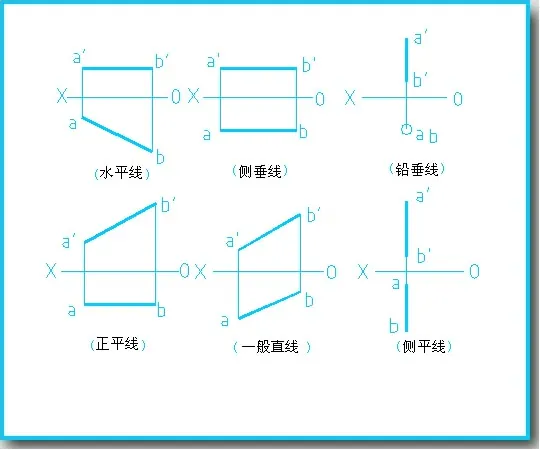 a' b' a' b' a'
b'
X O X O X O
a a a b
b b
(水平线) (侧垂线) (铅垂线)
b' b' a'
a' a'
b'
X O X O X O
a
a b b
a b
(正平线) (一般直线 ) (侧平线)